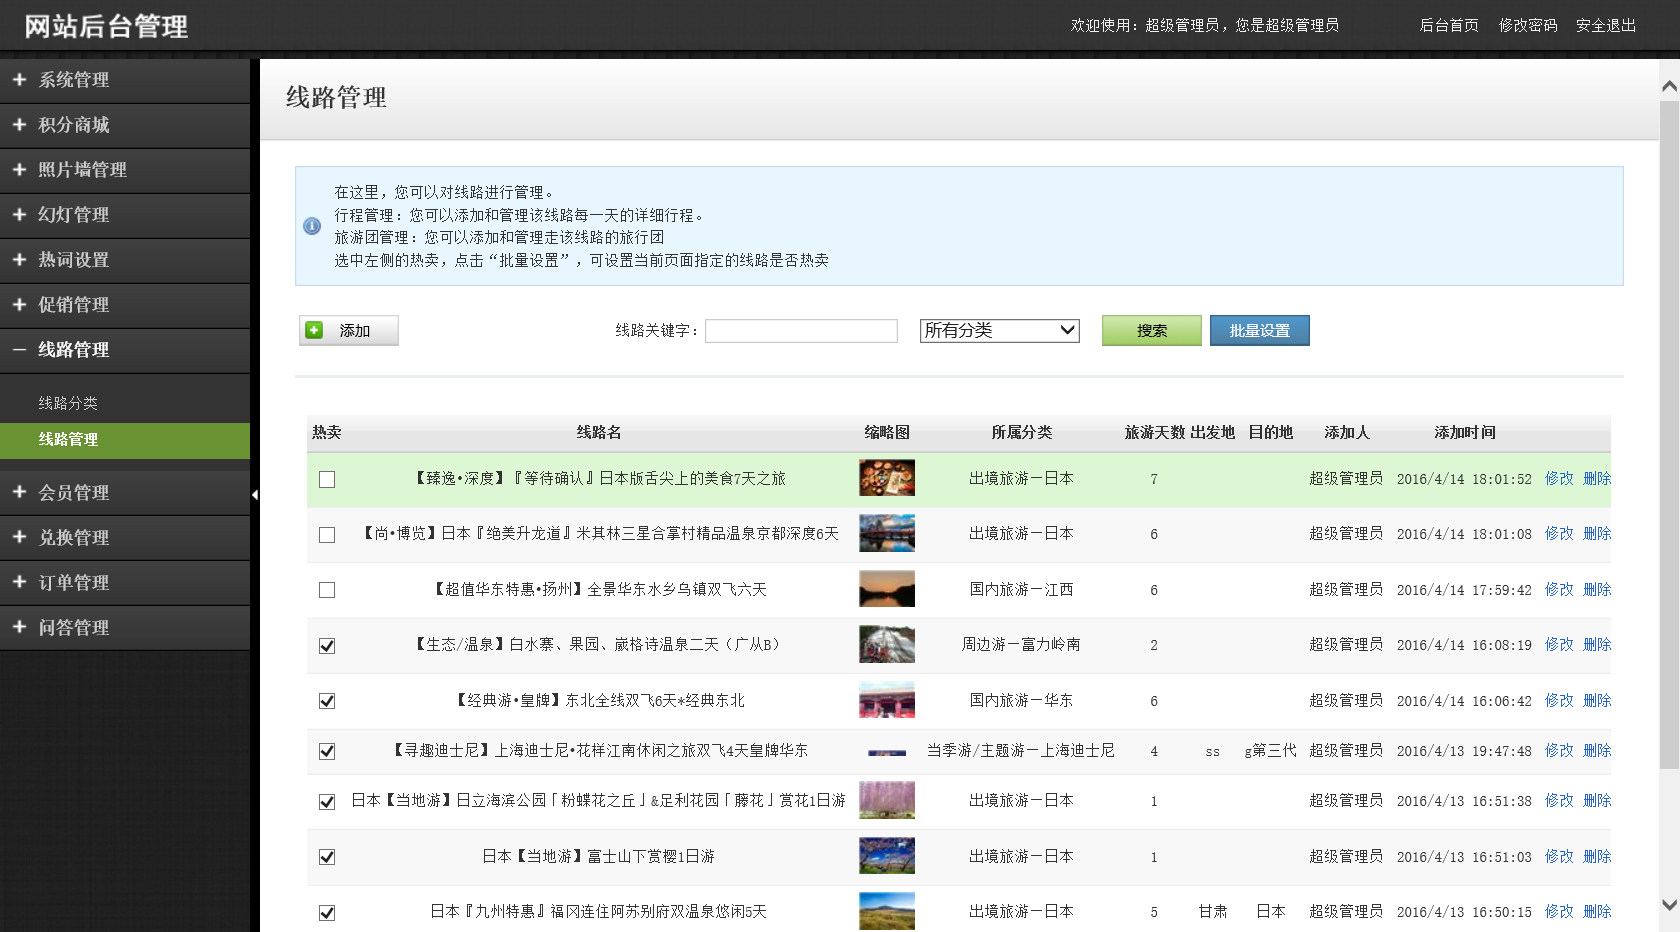 网站后台管理
欢迎使用：超级管理员，您是超级管理员 后台首页 修改密码 安全退出
系统管理
积分商城
照片墙管理
幻灯管理
热词设置
促销管理
线路管理
线路分类
线路管理
会员管理
兑换管理
订单管理
问答管理
线路管理
在这里，您可以对线路进行管理。
行程管理：您可以添加和管理该线路每一天的详细行程。
旅游团管理：您可以添加和管理走该线路的旅行团
选中左侧的热卖，点击“批量设置”，可设置当前页面指定的线路是否热卖
添加 线路关键字： 所有分类 搜索 批量设置
热卖 线路名 缩略图 所属分类 旅游天数 出发地 目的地 添加人 添加时间
【臻逸•深度】『等待确认』日本版舌尖上的美食7天之旅 出境旅游—日本 7 超级管理员 2016/4/14 18:01:52 修改 删除
【尚•博览】日本『绝美升龙道』米其林三星合掌村精品温泉京都深度6天 出境旅游—日本 6 超级管理员 2016/4/14 18:01:08 修改 删除
【超值华东特惠•扬州】全景华东水乡乌镇双飞六天 国内旅游—江西 6 超级管理员 2016/4/14 17:59:42 修改 删除
【生态/温泉】白水寨、果园、崴格诗温泉二天（广从B） 周边游—富力岭南 2 超级管理员 2016/4/14 16:08:19 修改 删除
【经典游•皇牌】东北全线双飞6天*经典东北 国内旅游—华东 6 超级管理员 2016/4/14 16:06:42 修改 删除
【寻趣迪士尼】上海迪士尼•花样江南休闲之旅双飞4天皇牌华东 当季游/主题游—上海迪士尼 4 ss g第三代 超级管理员 2016/4/13 19:47:48 修改 删除
日本【当地游】日立海滨公园「粉蝶花之丘」&足利花园「藤花」赏花1日游 出境旅游—日本 1 超级管理员 2016/4/13 16:51:38 修改 删除
日本【当地游】富士山下赏樱1日游 出境旅游—日本 1 超级管理员 2016/4/13 16:51:03 修改 删除
日本『九州特惠』福冈连住阿苏别府双温泉悠闲5天 出境旅游—日本 5 甘肃 日本 超级管理员 2016/4/13 16:50:15 修改 删除